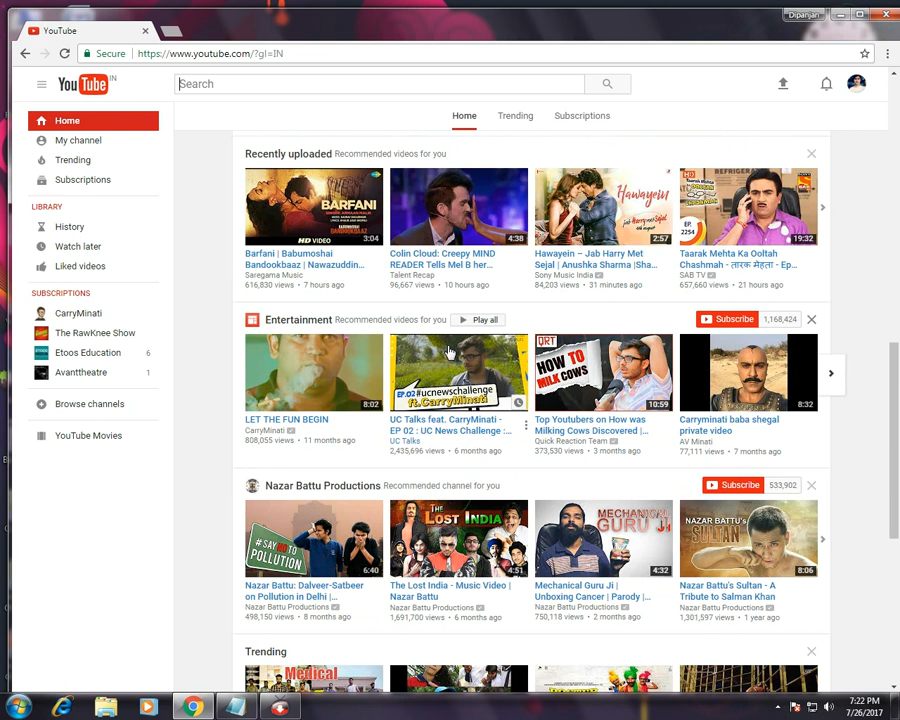 Dipanjan
YouTube
Secure https://www.youtube.com/?gl=IN
YouTube IN
Search
Home
My channel
Trending
Subscriptions
LIBRARY
History
Watch later
Liked videos
SUBSCRIPTIONS
CarryMinati
The RawKnee Show
Etoos Education 6
Avanttheatre 1
Browse channels
YouTube Movies
Home Trending Subscriptions
Recently uploaded Recommended videos for you
BARFANI
HD VIDEO
3:04
4:38
Hawayein
2:57
HD
EP.
2254
19:32
Barfani | Babumoshai
Bandookbaaz | Nawazuddin...
Saregama Music
616,830 views • 7 hours ago
Colin Cloud: Creepy MIND
READER Tells Mel B her...
Talent Recap
96,667 views • 10 hours ago
Hawayein – Jab Harry Met
Sejal | Anushka Sharma |Sha...
Sony Music India
84,203 views • 31 minutes ago
Taarak Mehta Ka Ooltah
Chashmah - तारक मेहता - Ep...
SAB TV
657,660 views • 21 hours ago
Entertainment Recommended videos for you Play all
Subscribe 1,168,424
8:02
EP.02 #ucnewschallenge
ft.CarryMinati
QRT
HOW TO
MILK COWS
10:59
8:32
LET THE FUN BEGIN
CarryMinati
808,055 views • 11 months ago
UC Talks feat. CarryMinati -
EP 02 : UC News Challenge :...
UC Talks
2,435,696 views • 6 months ago
Top Youtubers on How was
Milking Cows Discovered |...
Quick Reaction Team
373,530 views • 3 months ago
Carryminati baba shegal
private video
AV Minati
77,111 views • 7 months ago
Nazar Battu Productions Recommended channel for you
Subscribe 533,902
#SAY NO TO
POLLUTION
6:40
THE
LOST INDIA
4:51
MECHANICAL
GURU JI
4:32
NAZAR BATTU's
SULTAN
8:06
Nazar Battu: Dalveer-Satbeer
on Pollution in Delhi |...
Nazar Battu Productions
498,150 views • 8 months ago
The Lost India - Music Video |
Nazar Battu
Nazar Battu Productions
1,691,700 views • 6 months ago
Mechanical Guru Ji |
Unboxing Cancer | Parody |...
Nazar Battu Productions
750,118 views • 2 months ago
Nazar Battu's Sultan - A
Tribute to Salman Khan
Nazar Battu Productions
1,301,597 views • 1 year ago
Trending
Medical
7:22 PM
7/26/2017